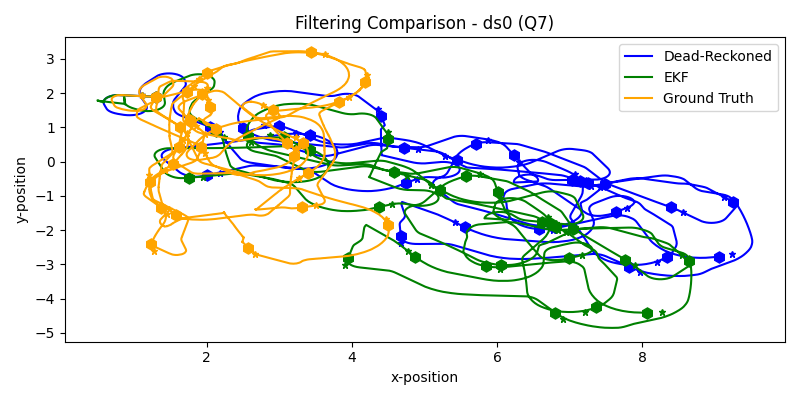 Filtering Comparison - ds0 (Q7)
Dead-Reckoned
EKF
Ground Truth
y-position
3
2
1
0
−1
−2
−3
−4
−5
2
4
6
8
x-position